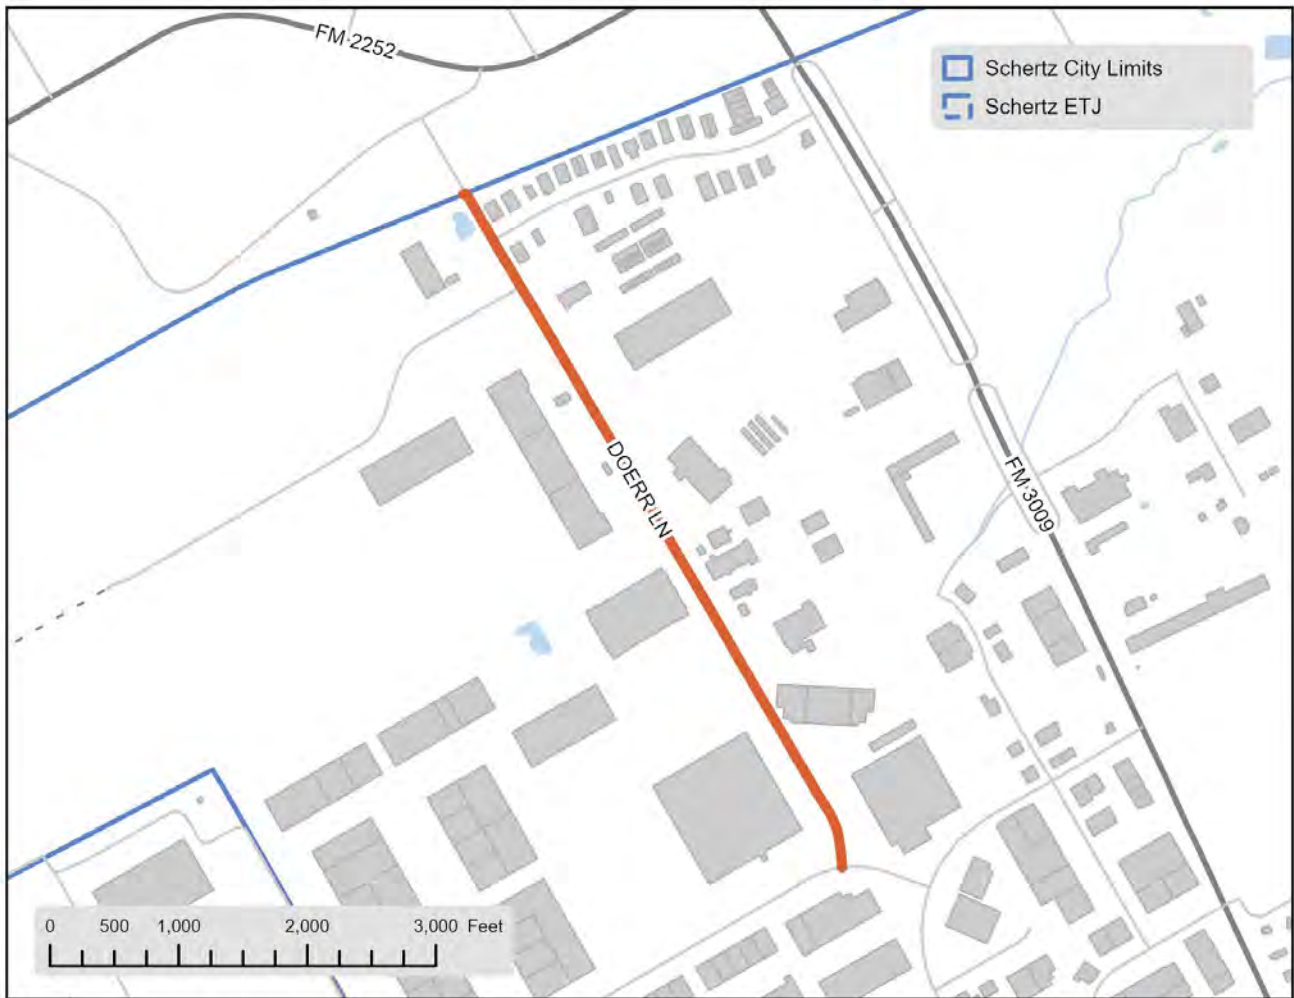 FM 2252
Schertz City Limits
Schertz ETJ
DOERR LN
FM 3009
0 500 1,000 2,000 3,000 Feet